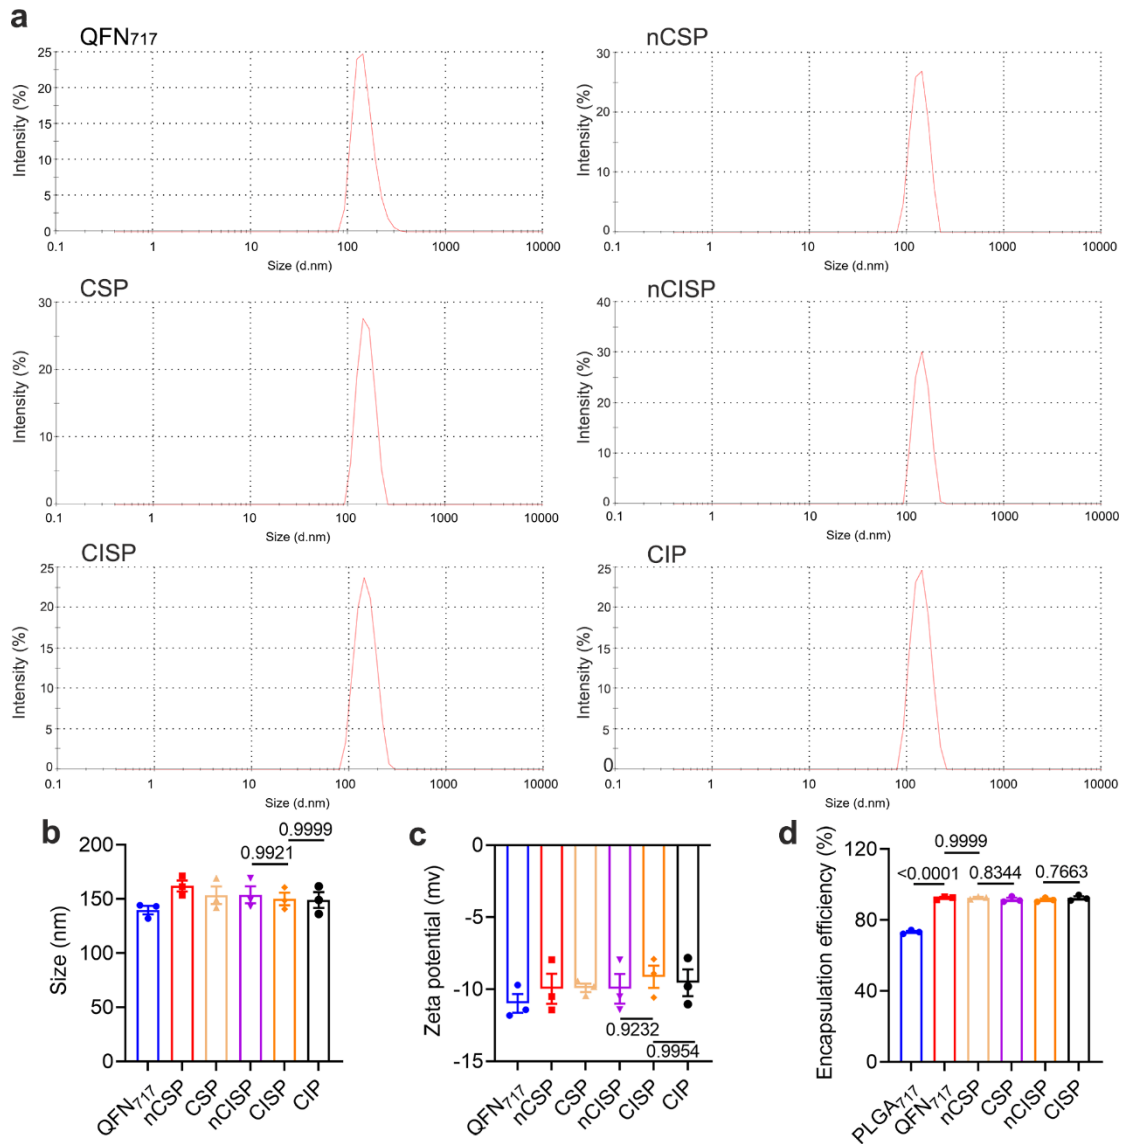 a
QFN717
Intensity (%)
25
20
15
10
5
0
0.1 1 10 100 1000 10000
Size (d.nm)
nCSP
Intensity (%)
30
20
10
0
0.1 1 10 100 1000 10000
Size (d.nm)
CSP
Intensity (%)
30
20
10
0
0.1 1 10 100 1000 10000
Size (d.nm)
nCISP
Intensity (%)
40
30
20
10
0
0.1 1 10 100 1000 10000
Size (d.nm)
CISP
Intensity (%)
25
20
15
10
5
0
0.1 1 10 100 1000 10000
Size (d.nm)
CIP
Intensity (%)
25
20
15
10
5
0
0.1 1 10 100 1000 10000
Size (d.nm)
b
Size (nm)
200
150
100
50
0
0.9999
0.9921
QFN717 nCSP CSP nCISP CISP CIP
c
Zeta potential (mv)
0
-5
-10
-15
0.9232
0.9954
QFN717 nCSP CSP nCISP CISP CIP
d
Encapsulation efficiency (%)
120
80
40
0
0.9999
<0.0001 0.8344 0.7663
PLGA717 QFN717 nCSP CSP nCISP CISP